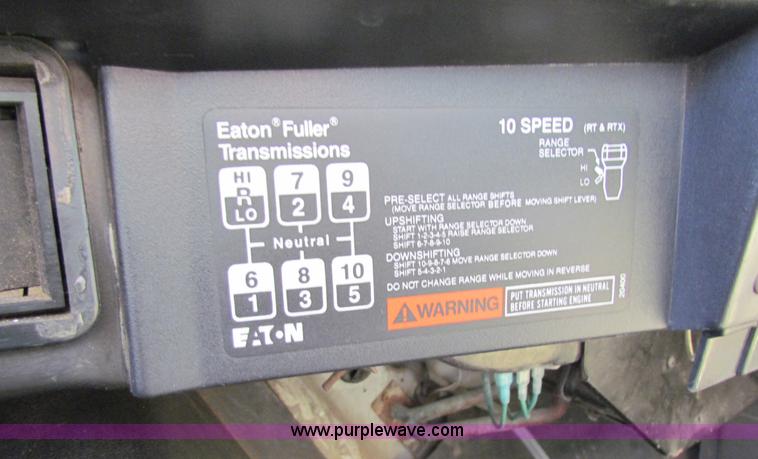 Eaton® Fuller®
Transmissions
10 SPEED (RT & RTX)
RANGE
SELECTOR
HI
LO
HI 7 9
R 2 4
LO
Neutral
6 8 10
1 3 5
EATON
PRE-SELECT ALL RANGE SHIFTS
(MOVE RANGE SELECTOR BEFORE MOVING SHIFT LEVER)
UPSHIFTING
START WITH RANGE SELECTOR DOWN
SHIFT 1-2-3-4-5 RAISE RANGE SELECTOR
SHIFT 6-7-8-9-10
DOWNSHIFTING
SHIFT 10-9-8-7-6 MOVE RANGE SELECTOR DOWN
SHIFT 5-4-3-2-1
DO NOT CHANGE RANGE WHILE MOVING IN REVERSE
WARNING
PUT TRANSMISSION IN NEUTRAL
BEFORE STARTING ENGINE
20400
www.purplewave.com